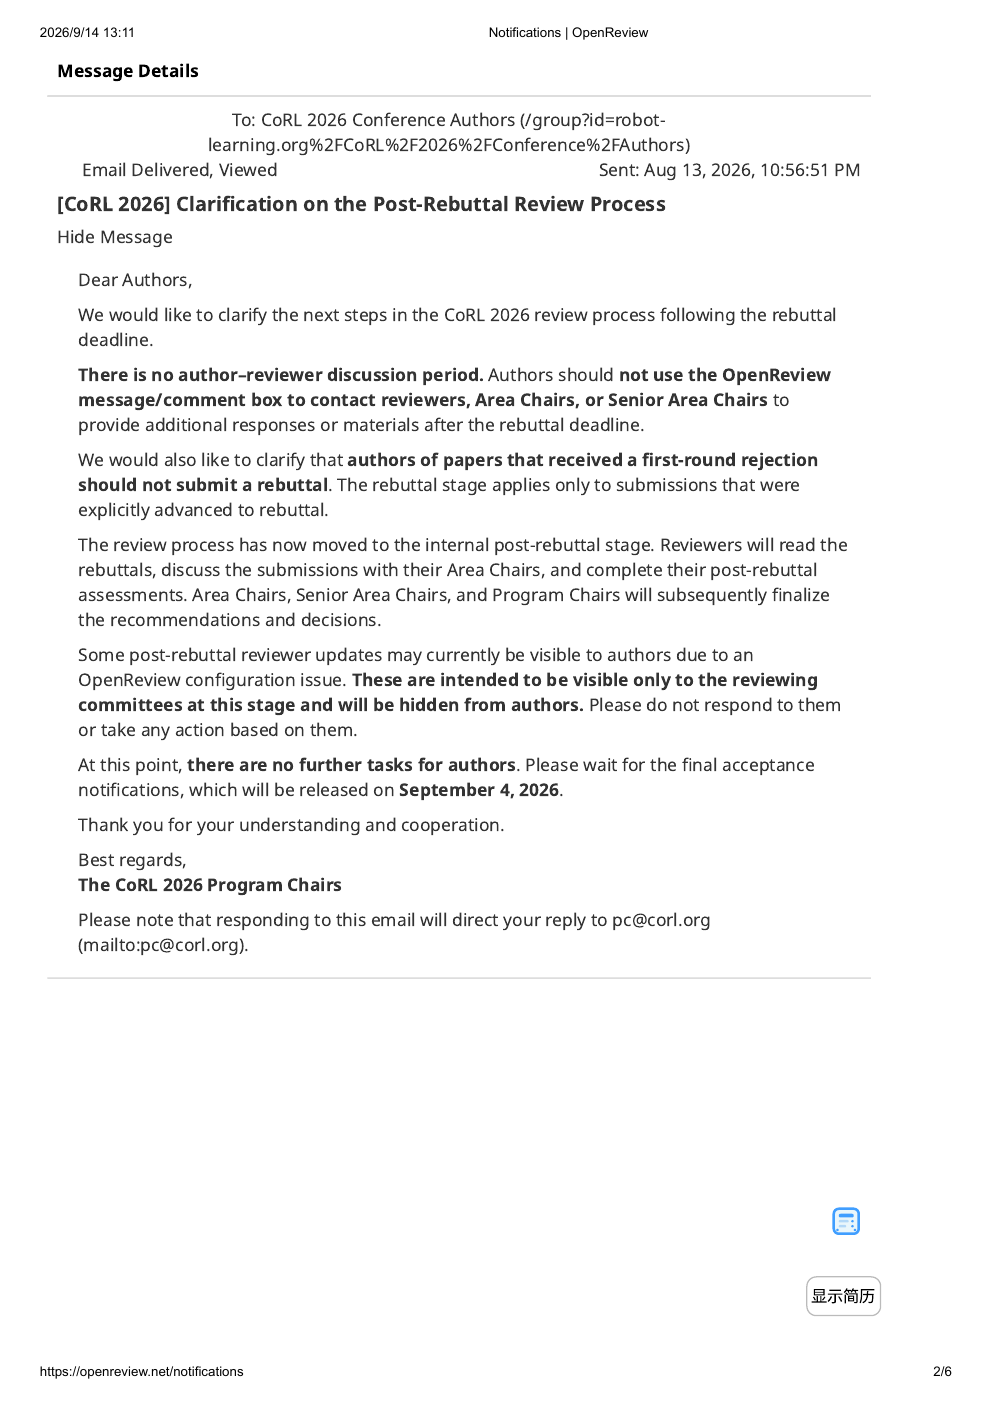 2026/9/14 13:11
Notifications | OpenReview
Message Details
To: CoRL 2026 Conference Authors (/group?id=robot-
learning.org%2FCoRL%2F2026%2FConference%2FAuthors)
Email Delivered, Viewed
Sent: Aug 13, 2026, 10:56:51 PM
[CoRL 2026] Clarification on the Post-Rebuttal Review Process
Hide Message
Dear Authors,
We would like to clarify the next steps in the CoRL 2026 review process following the rebuttal
deadline.
There is no author–reviewer discussion period. Authors should not use the OpenReview
message/comment box to contact reviewers, Area Chairs, or Senior Area Chairs to
provide additional responses or materials after the rebuttal deadline.
We would also like to clarify that authors of papers that received a first-round rejection
should not submit a rebuttal. The rebuttal stage applies only to submissions that were
explicitly advanced to rebuttal.
The review process has now moved to the internal post-rebuttal stage. Reviewers will read the
rebuttals, discuss the submissions with their Area Chairs, and complete their post-rebuttal
assessments. Area Chairs, Senior Area Chairs, and Program Chairs will subsequently finalize
the recommendations and decisions.
Some post-rebuttal reviewer updates may currently be visible to authors due to an
OpenReview configuration issue. These are intended to be visible only to the reviewing
committees at this stage and will be hidden from authors. Please do not respond to them
or take any action based on them.
At this point, there are no further tasks for authors. Please wait for the final acceptance
notifications, which will be released on September 4, 2026.
Thank you for your understanding and cooperation.
Best regards,
The CoRL 2026 Program Chairs
Please note that responding to this email will direct your reply to pc@corl.org
(mailto:pc@corl.org).
显示简历
https://openreview.net/notifications
2/6